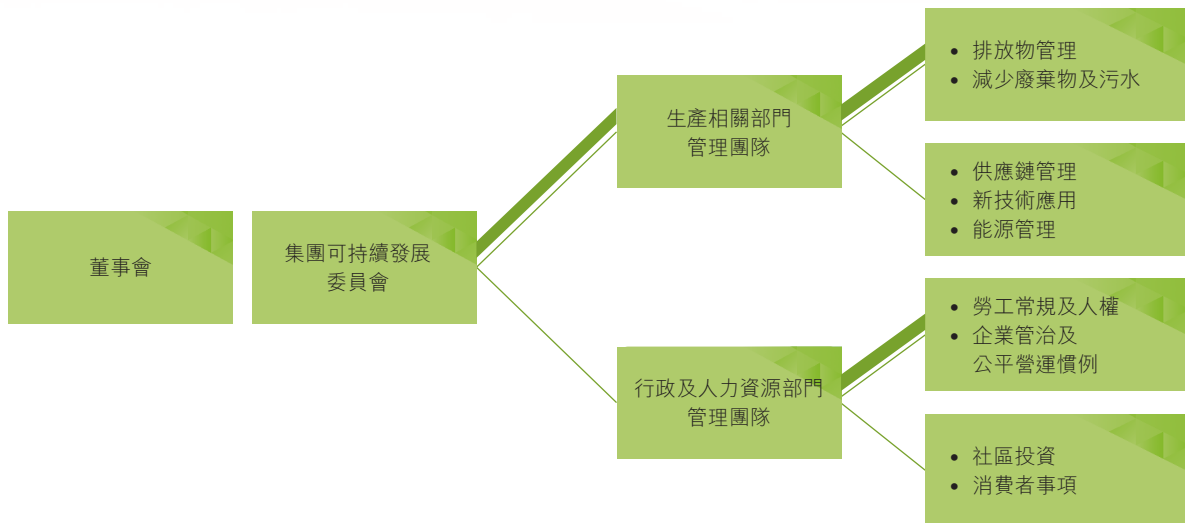 董事會
集團可持續發展
委員會
生產相關部門
管理團隊
• 排放物管理
• 減少廢棄物及污水
• 供應鏈管理
• 新技術應用
• 能源管理
行政及人力資源部門
管理團隊
• 勞工常規及人權
• 企業管治及
公平營運慣例
• 社區投資
• 消費者事項